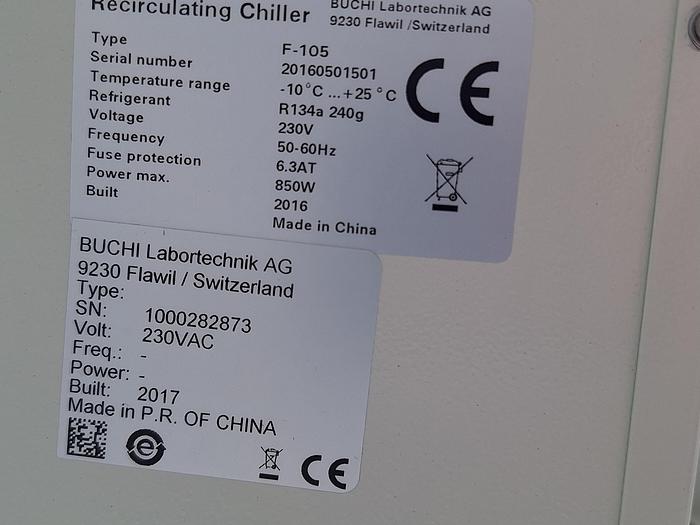 Recirculating Chiller
BUCHI Labortechnik AG
9230 Flawil /Switzerland
Type F-105
Serial number 20160501501
Temperature range -10°C ...+25°C
Refrigerant R134a 240g
Voltage 230V
Frequency 50-60Hz
Fuse protection 6.3AT
Power max. 850W
Built 2016
Made in China
CE
BUCHI Labortechnik AG
9230 Flawil / Switzerland
Type:
SN: 1000282873
Volt: 230VAC
Freq.: -
Power: -
Built: 2017
Made in P.R. OF CHINA
e
CE